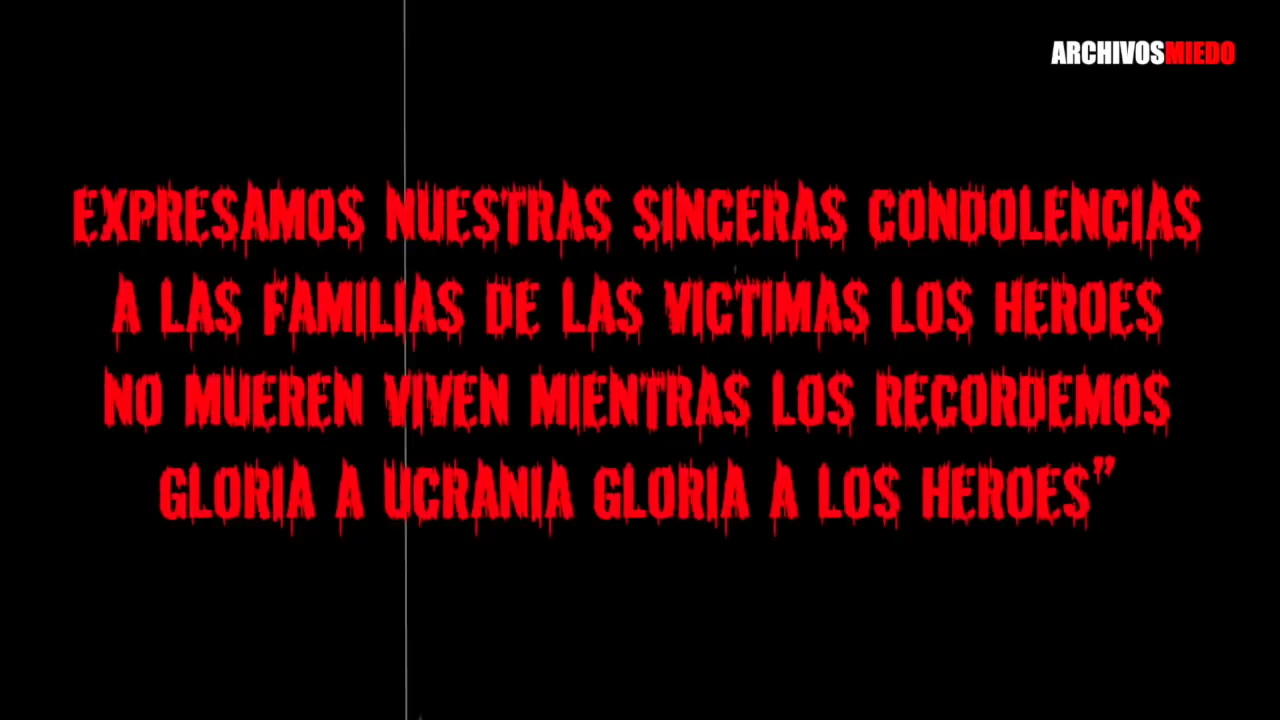 ARCHIVOSMIEDO
EXPRESAMOS NUESTRAS SINCERAS CONDOLENCIAS
A LAS FAMILIAS DE LAS VICTIMAS LOS HEROES
NO MUEREN VIVEN MIENTRAS LOS RECORDEMOS
GLORIA A UCRANIA GLORIA A LOS HEROES”